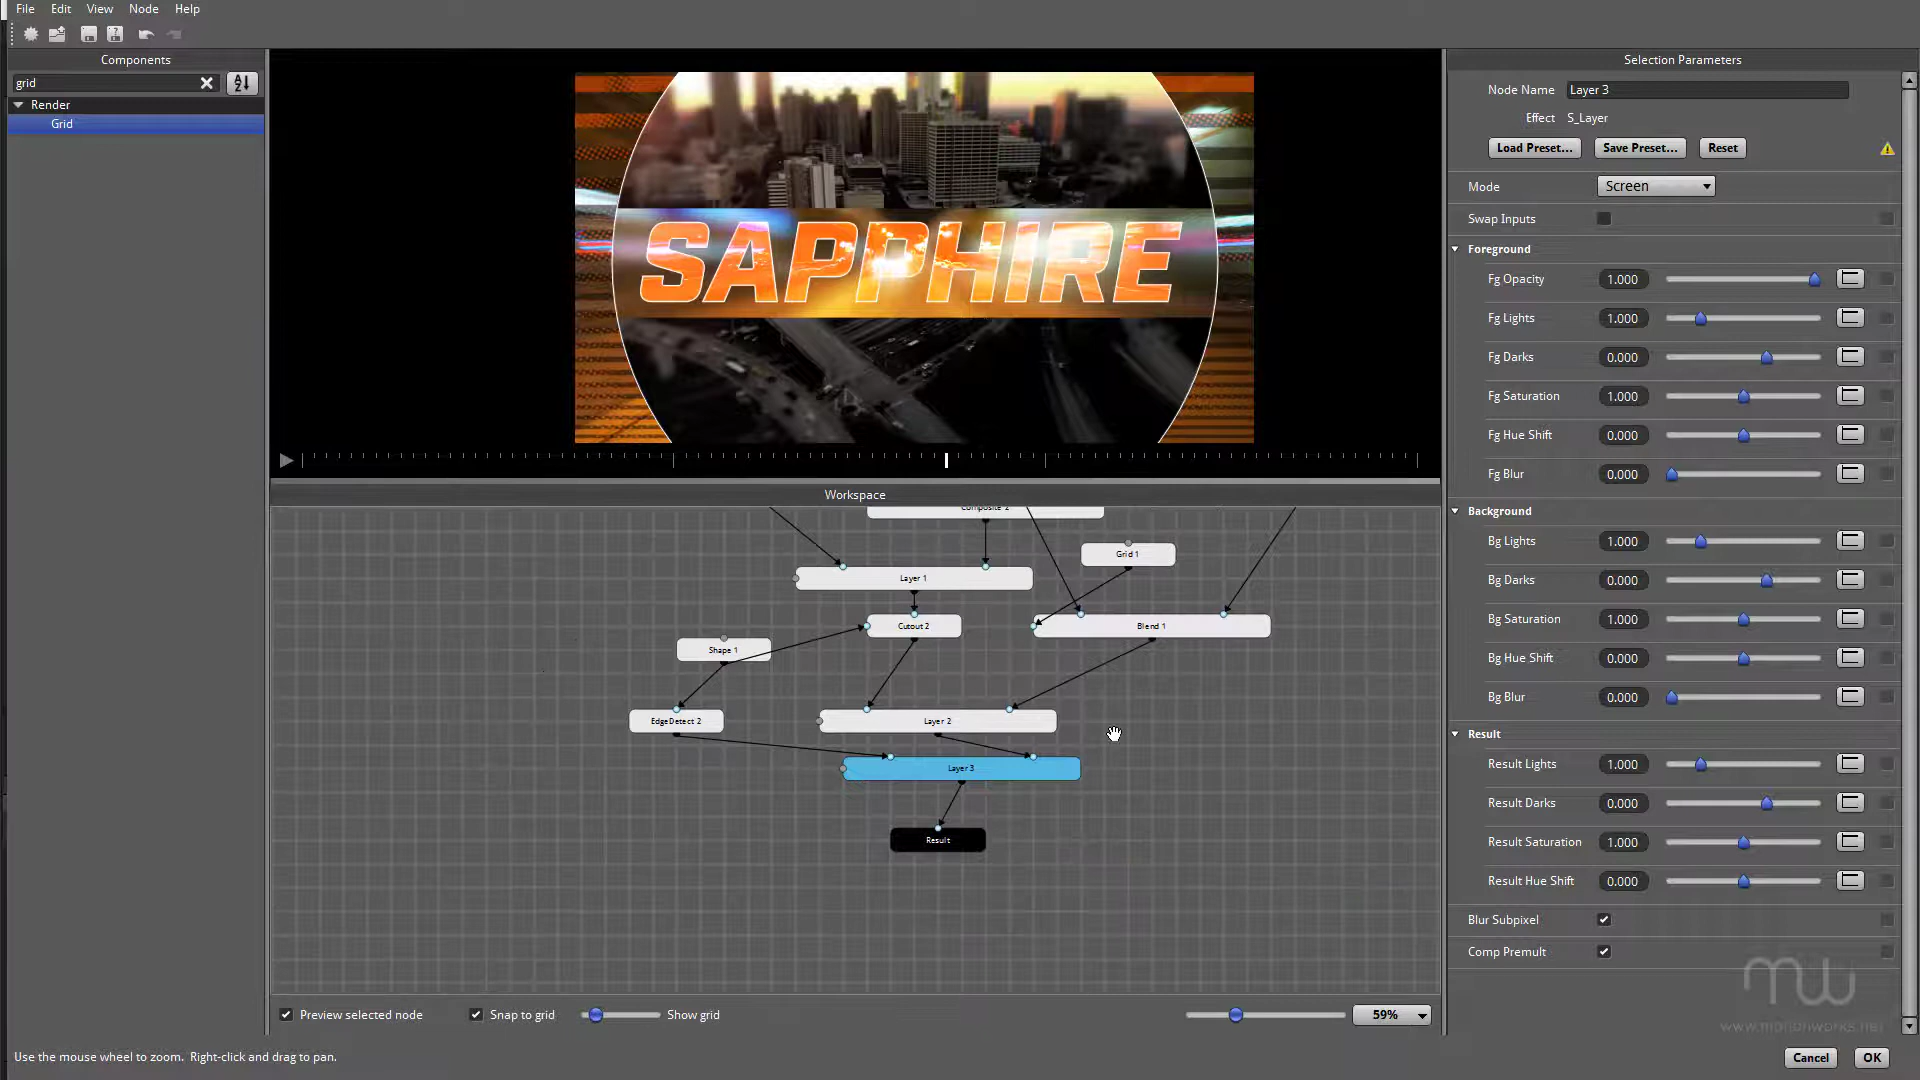 File Edit View Node Help
Components
grid
Render
Grid
SAPPHIRE
Workspace
Composite 2
Grid 1
Layer 1
Cutout 2
Blend 1
Shape 1
EdgeDetect 2
Layer 2
Layer 3
Result
Preview selected node
Snap to grid
Show grid
59%
Use the mouse wheel to zoom. Right-click and drag to pan.
Selection Parameters
Node Name Layer 3
Effect S_Layer
Load Preset... Save Preset... Reset
Mode Screen
Swap Inputs
Foreground
Fg Opacity 1.000
Fg Lights 1.000
Fg Darks 0.000
Fg Saturation 1.000
Fg Hue Shift 0.000
Fg Blur 0.000
Background
Bg Lights 1.000
Bg Darks 0.000
Bg Saturation 1.000
Bg Hue Shift 0.000
Bg Blur 0.000
Result
Result Lights 1.000
Result Darks 0.000
Result Saturation 1.000
Result Hue Shift 0.000
Blur Subpixel
Comp Premult
mw
Cancel OK